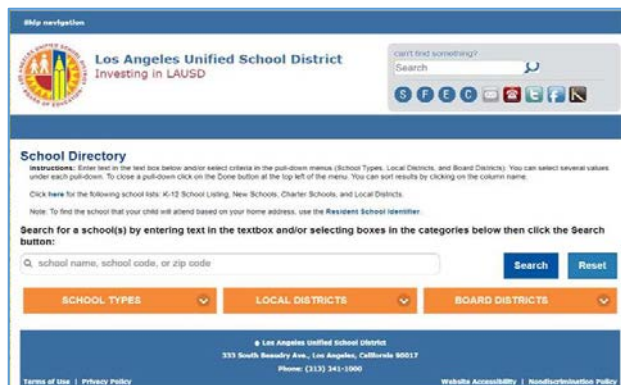 Skip navigation
Los Angeles Unified School District
Investing in LAUSD
can't find something?
Search
S F E C
School Directory
Instructions: Enter text in the text box below and/or select criteria in the pull-down menus (School Types, Local Districts, and Board Districts). You can select several values
under each pull-down. To close a pull-down click on the Done button at the top left of the menu. You can sort results by clicking on the column name.
Click here for the following school lists: K-12 School Listing, New Schools, Charter Schools, and Local Districts.
Note: To find the school that your child will attend based on your home address, use the Resident School Identifier.
Search for a school(s) by entering text in the textbox and/or selecting boxes in the categories below then click the Search
button:
school name, school code, or zip code
Search Reset
SCHOOL TYPES LOCAL DISTRICTS BOARD DISTRICTS
Los Angeles Unified School District
333 South Beaudry Ave., Los Angeles, California 90017
Phone: (213) 241-1000
Terms of Use | Privacy Policy Website Accessibility | Nondiscrimination Policy